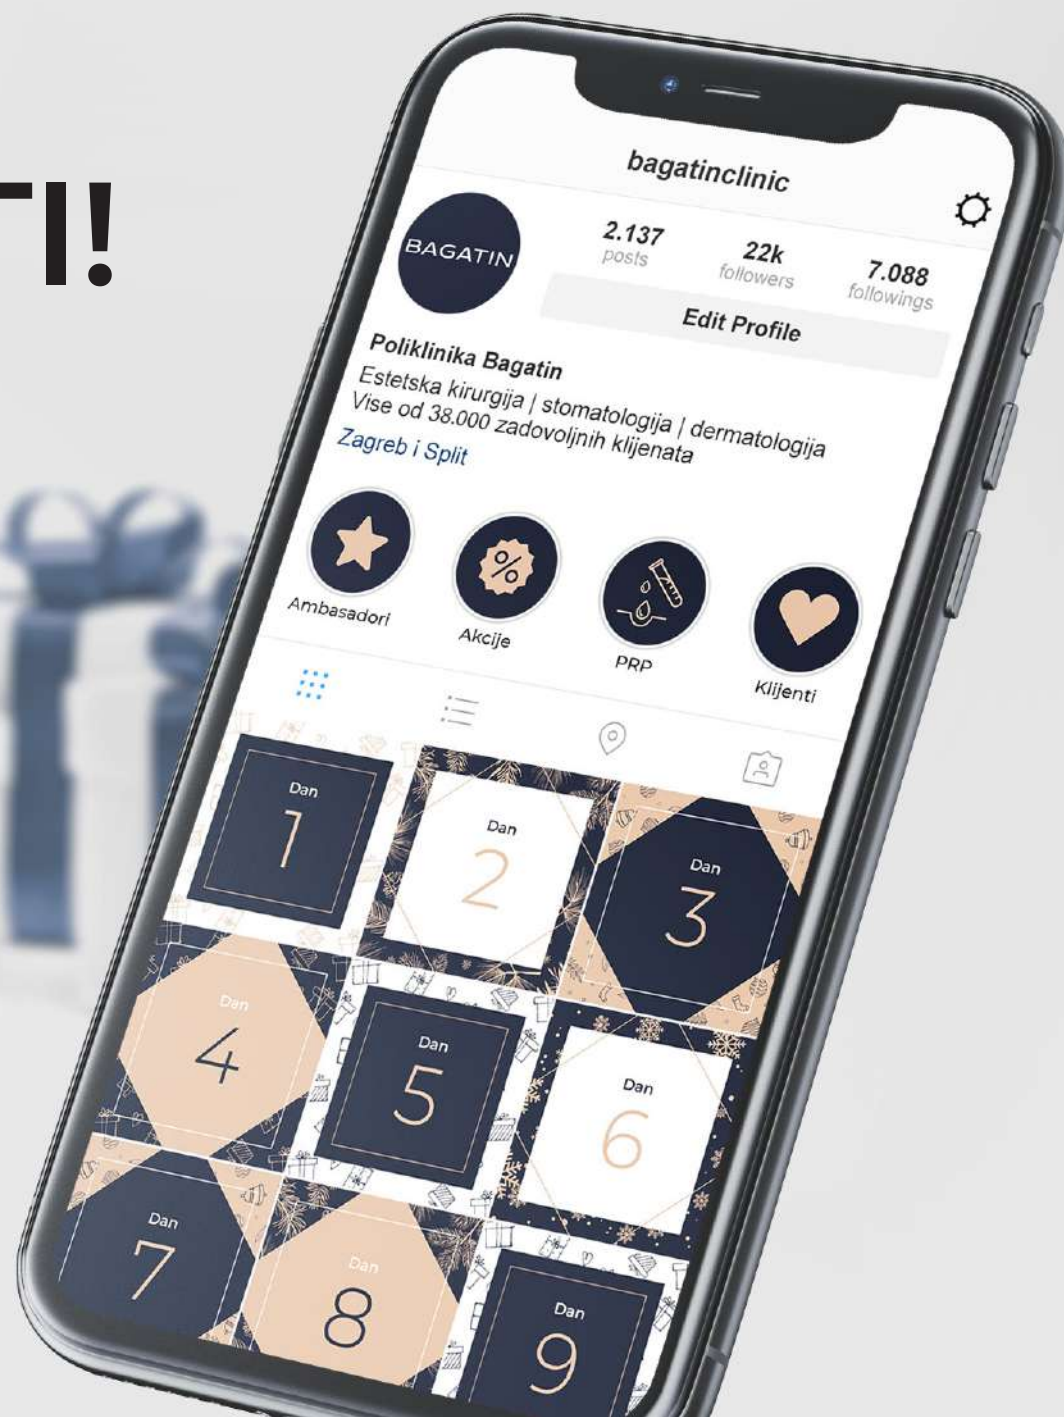 TI!
bagatinclinic
BAGATIN
2.137
posts
22k
followers
7.088
followings
Edit Profile
Poliklinika Bagatin
Estetska kirurgija | stomatologija | dermatologija
Vise od 38.000 zadovoljnih klijenata
Zagreb i Split
Ambasadori
Akcije
PRP
Klijenti
Dan
1
Dan
2
Dan
3
Dan
4
Dan
5
Dan
6
Dan
7
Dan
8
Dan
9